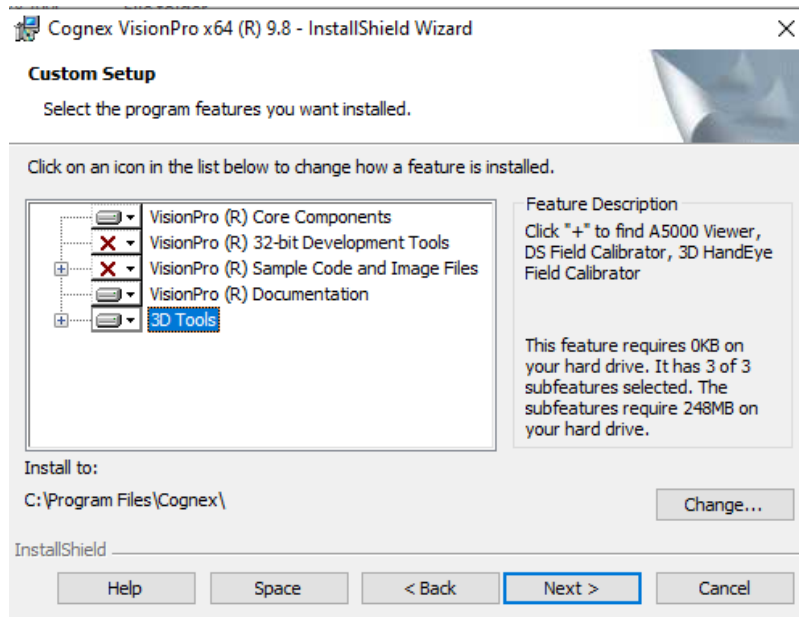 Cognex VisionPro x64 (R) 9.8 - InstallShield Wizard
Custom Setup
Select the program features you want installed.
Click on an icon in the list below to change how a feature is installed.
VisionPro (R) Core Components
VisionPro (R) 32-bit Development Tools
VisionPro (R) Sample Code and Image Files
VisionPro (R) Documentation
3D Tools
Feature Description
Click "+" to find A5000 Viewer,
DS Field Calibrator, 3D HandEye
Field Calibrator
This feature requires 0KB on
your hard drive. It has 3 of 3
subfeatures selected. The
subfeatures require 248MB on
your hard drive.
Install to:
C:\Program Files\Cognex\
Change...
InstallShield
Help
Space
< Back
Next >
Cancel